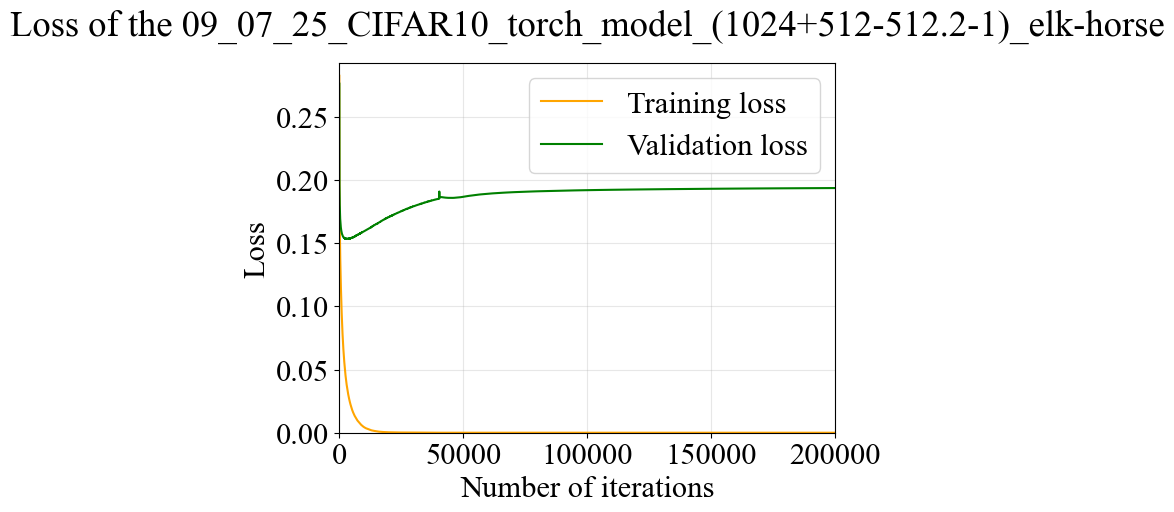 Loss of the 09_07_25_CIFAR10_torch_model_(1024+512-512.2-1)_elk-horse
Training loss
Validation loss
Loss
0.25
0.20
0.15
0.10
0.05
0.00
0 50000 100000 150000 200000
Number of iterations